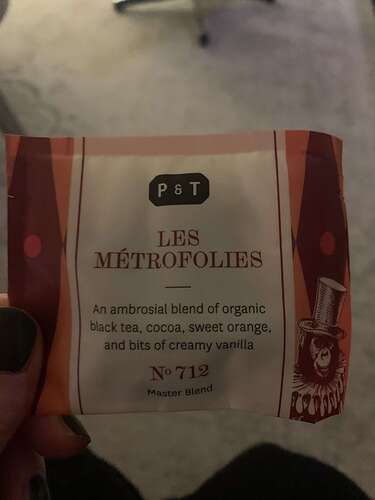 P & T
LES
MÉTROFOLIES
An ambrosial blend of organic
black tea, cocoa, sweet orange,
and bits of creamy vanilla
Nº 712
Master Blend